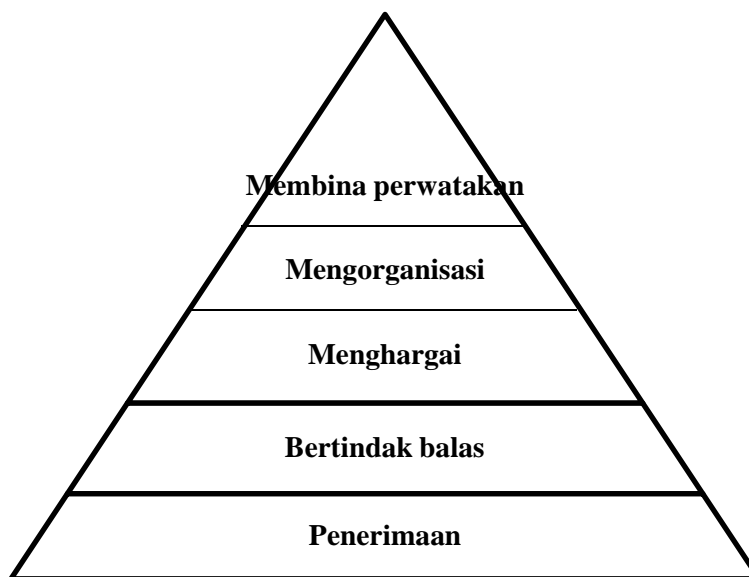 Membina perwatakan
Mengorganisasi
Menghargai
Bertindak balas
Penerimaan